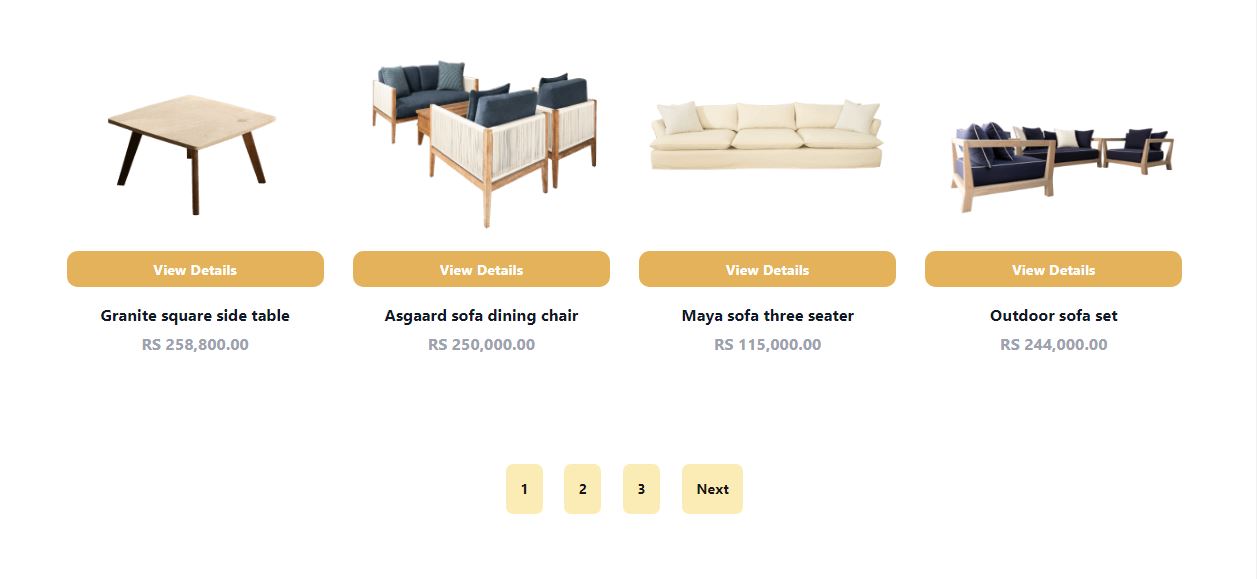 View Details
View Details
View Details
View Details
Granite square side table
Asgaard sofa dining chair
Maya sofa three seater
Outdoor sofa set
RS 258,800.00
RS 250,000.00
RS 115,000.00
RS 244,000.00
1
2
3
Next